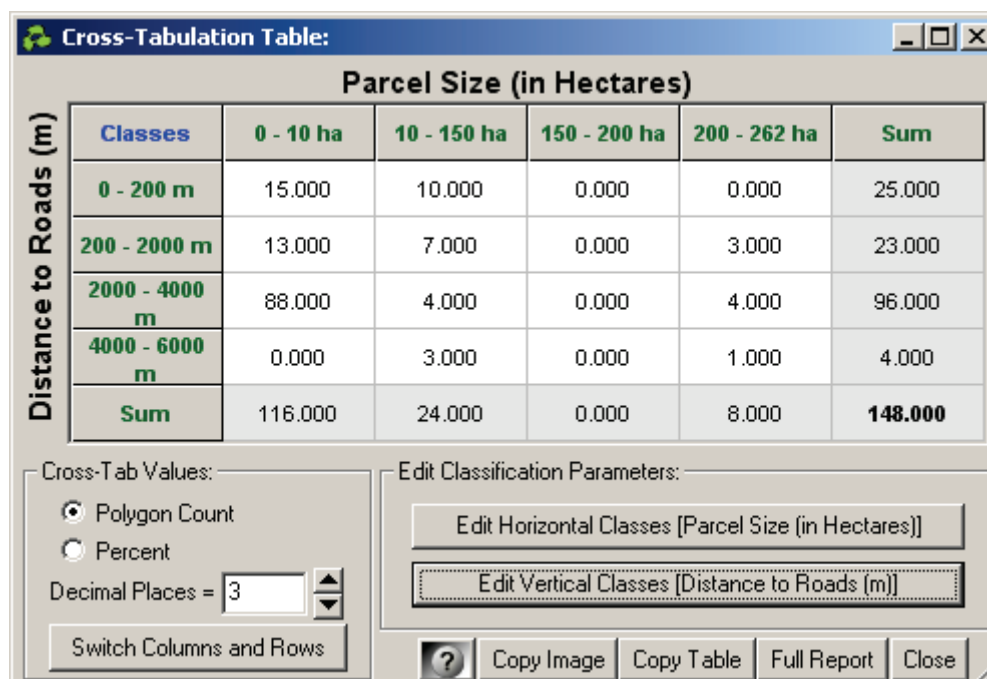 Cross-Tabulation Table:
Parcel Size (in Hectares)
Distance to Roads (m)
Classes 0 - 10 ha 10 - 150 ha 150 - 200 ha 200 - 262 ha Sum
0 - 200 m 15.000 10.000 0.000 0.000 25.000
200 - 2000 m 13.000 7.000 0.000 3.000 23.000
2000 - 4000
m 88.000 4.000 0.000 4.000 96.000
4000 - 6000
m 0.000 3.000 0.000 1.000 4.000
Sum 116.000 24.000 0.000 8.000 148.000
Cross-Tab Values:
Polygon Count
Percent
Decimal Places = 3
Switch Columns and Rows
Edit Classification Parameters:
Edit Horizontal Classes [Parcel Size (in Hectares)]
Edit Vertical Classes [Distance to Roads (m)]
? Copy Image Copy Table Full Report Close